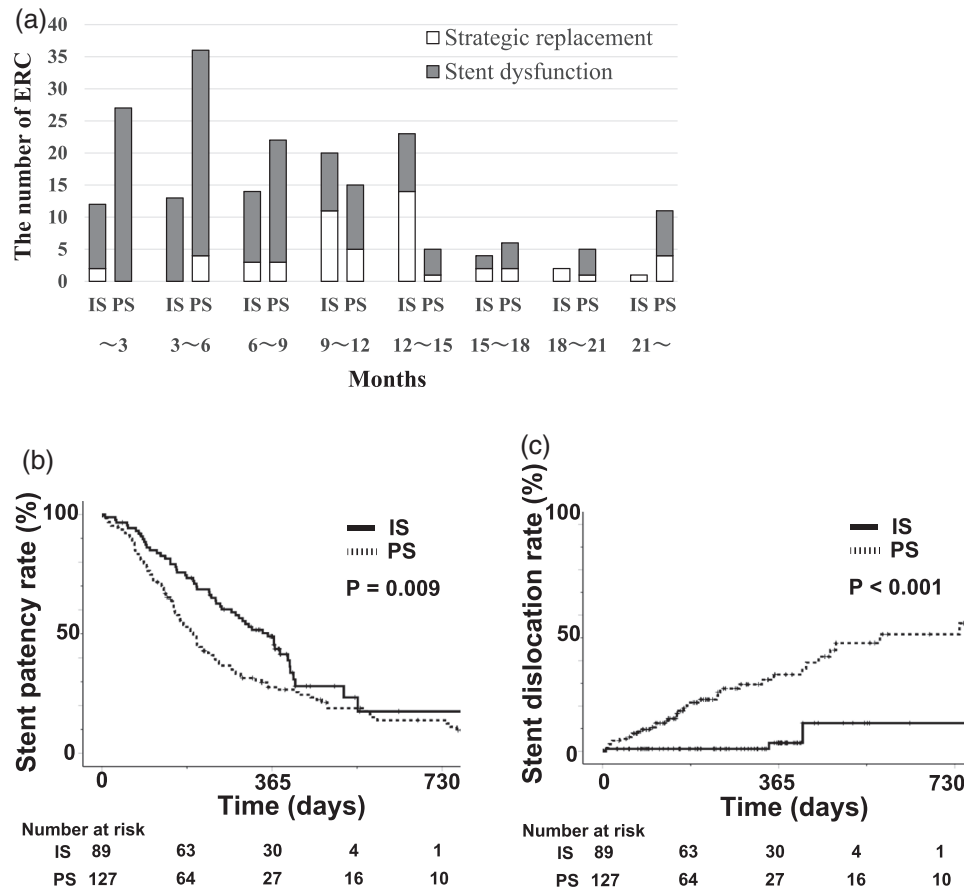 (a)
The number of ERC
40
35
30
25
20
15
10
5
0
Strategic replacement
Stent dysfunction
IS PS IS PS IS PS IS PS IS PS IS PS IS PS IS PS
～3 3～6 6～9 9～12 12～15 15～18 18～21 21～
Months
(b)
Stent patency rate (%)
100
50
0
IS
PS
P = 0.009
0 365 730
Time (days)
Number at risk
IS 89 63 30 4 1
PS 127 64 27 16 10
(c)
Stent dislocation rate (%)
100
50
0
IS
PS
P < 0.001
0 365 730
Time (days)
Number at risk
IS 89 63 30 4 1
PS 127 64 27 16 10